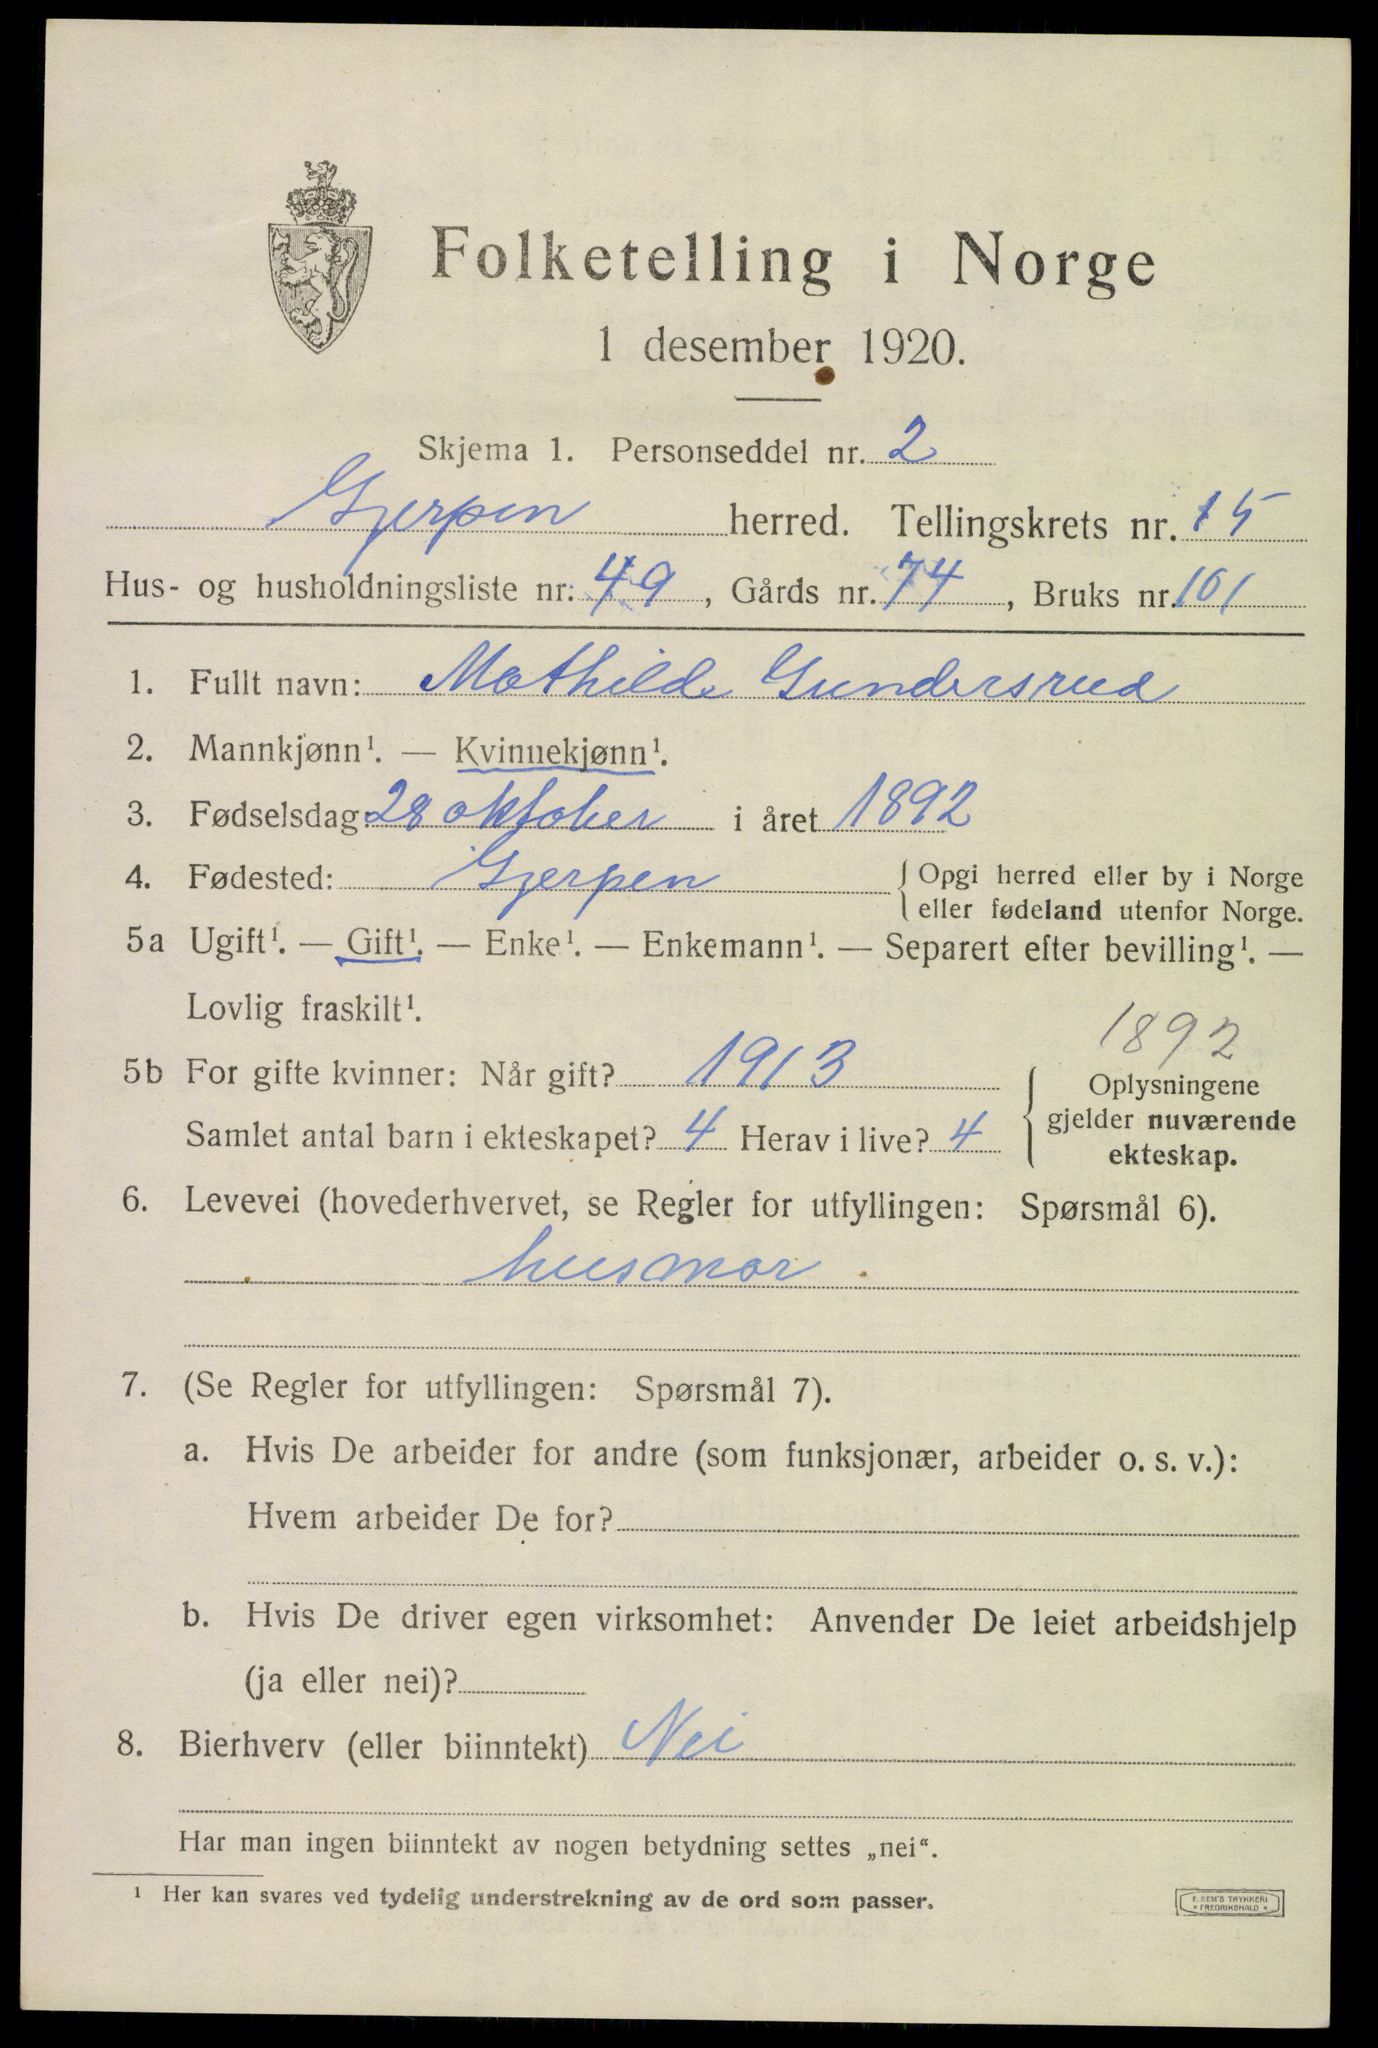 Folketelling i Norge
1 desember 1920.
Skjema 1. Personseddel nr. 2
Gjerpen herred. Tellingskrets nr. 15
Hus- og husholdningsliste nr. 49, Gårds nr. 74, Bruks nr. 101
1. Fullt navn: Mathilde Gundersrud
2. Mannkjønn¹. — Kvinnekjønn¹.
3. Fødselsdag: 28 oktober i året 1892
4. Fødested: Gjerpen { Opgi herred eller by i Norge
eller fødeland utenfor Norge.
5a Ugift¹. — Gift¹. — Enke¹. — Enkemann¹. — Separert efter bevilling¹. —
Lovlig fraskilt¹.
1892
5b For gifte kvinner: Når gift? 1913
Samlet antal barn i ekteskapet? 4 Herav i live? 4
{ Oplysningene
gjelder nuværende
ekteskap.
6. Levevei (hovederhvervet, se Regler for utfyllingen: Spørsmål 6).
husmor
7. (Se Regler for utfyllingen: Spørsmål 7).
a. Hvis De arbeider for andre (som funksjonær, arbeider o. s. v.):
Hvem arbeider De for?
b. Hvis De driver egen virksomhet: Anvender De leiet arbeidshjelp
(ja eller nei)?
8. Bierhverv (eller biinntekt) Nei
Har man ingen biinntekt av nogen betydning settes „nei“.
¹ Her kan svares ved tydelig understrekning av de ord som passer.
E. SEM'S TRYKKERI
* FREDRIKSHALD *